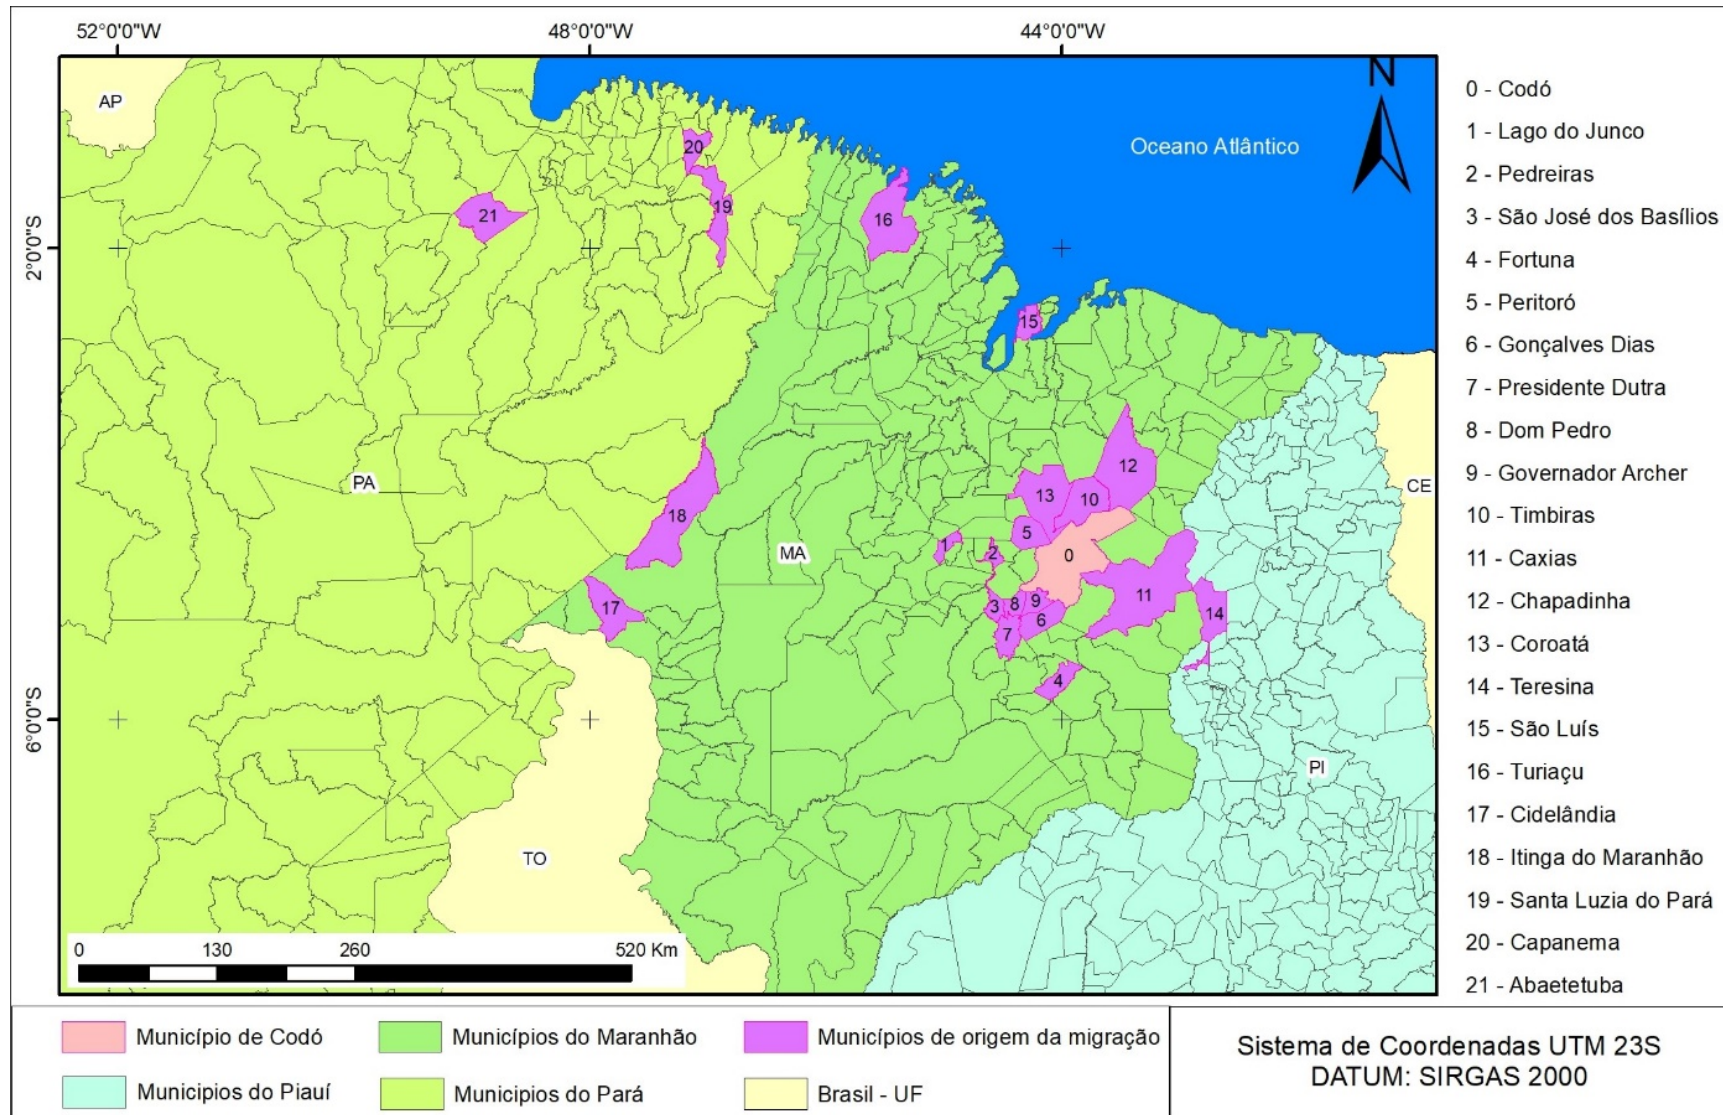 52°0'0"W 48°0'0"W 44°0'0"W
N
AP
Oceano Atlântico
20
19
21
16
2°0'0"S
15
12
PA
CE
13
10
18
5
1
2
MA
0
17
3
8
9
11
14
6
7
4
6°0'0"S
PI
TO
0 130 260 520 Km
0 - Codó
1 - Lago do Junco
2 - Pedreiras
3 - São José dos Basílios
4 - Fortuna
5 - Peritoró
6 - Gonçalves Dias
7 - Presidente Dutra
8 - Dom Pedro
9 - Governador Archer
10 - Timbiras
11 - Caxias
12 - Chapadinha
13 - Coroatá
14 - Teresina
15 - São Luís
16 - Turiaçu
17 - Cidelândia
18 - Itinga do Maranhão
19 - Santa Luzia do Pará
20 - Capanema
21 - Abaetetuba
Município de Codó
Municípios do Maranhão
Municípios de origem da migração
Municipios do Piauí
Municipios do Pará
Brasil - UF
Sistema de Coordenadas UTM 23S
DATUM: SIRGAS 2000